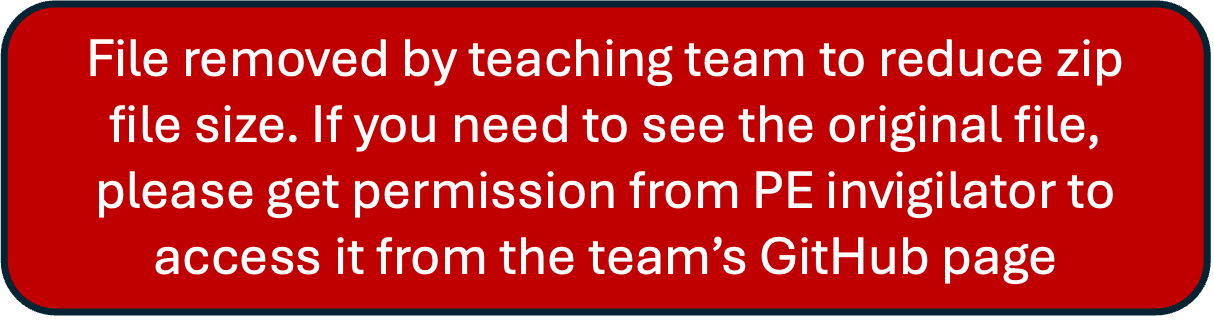 File removed by teaching team to reduce zip
file size. If you need to see the original file,
please get permission from PE invigilator to
access it from the team’s GitHub page